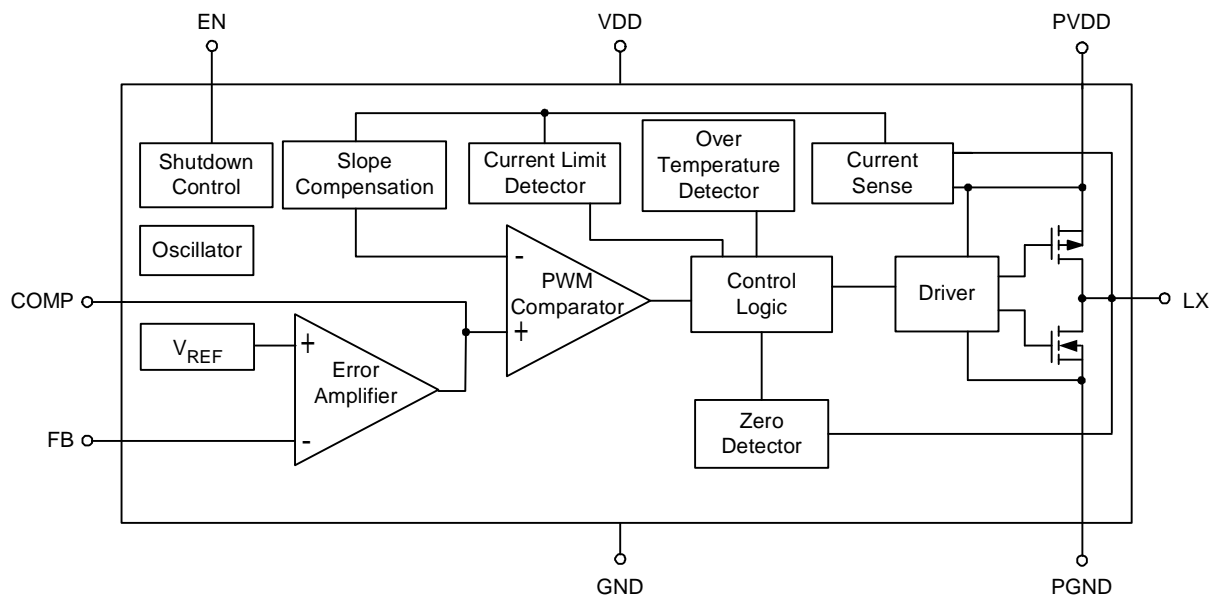 EN
VDD
PVDD
Shutdown
Control
Slope
Compensation
Current Limit
Detector
Over
Temperature
Detector
Current
Sense
Oscillator
-
PWM
Comparator
+
Control
Logic
Driver
COMP
LX
VREF
+
Error
Amplifier
-
FB
Zero
Detector
GND
PGND